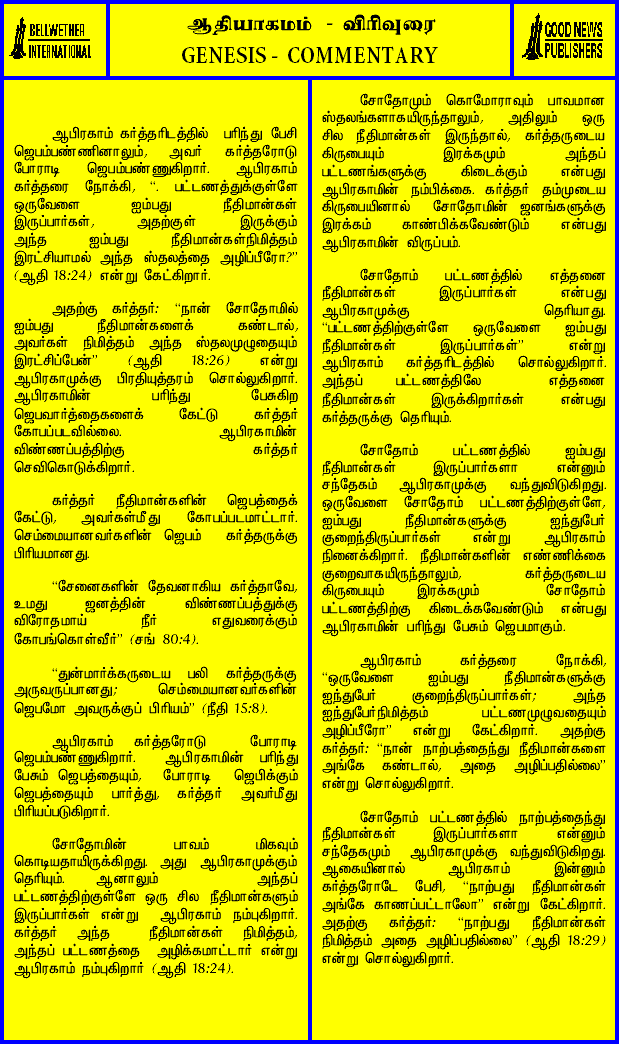 BELLWETHER
INTERNATIONAL
ஆதியாகமம் - விரிவுரை
GENESIS - COMMENTARY
GOOD NEWS
PUBLISHERS
ஆபிரகாம் கர்த்தரிடத்தில் பரிந்து பேசி
ஜெபம்பண்ணினாலும், அவர் கர்த்தரோடு
போராடி ஜெபம்பண்ணுகிறார். ஆபிரகாம்
கர்த்தரை நோக்கி, “. பட்டணத்துக்குள்ளே
ஒருவேளை ஐம்பது நீதிமான்கள்
இருப்பார்கள், அதற்குள் இருக்கும்
அந்த ஐம்பது நீதிமான்கள்நிமித்தம்
இரட்சியாமல் அந்த ஸ்தலத்தை அழிப்பீரோ?”
(ஆதி 18:24) என்று கேட்கிறார்.
அதற்கு கர்த்தர்: “நான் சோதோமில்
ஐம்பது நீதிமான்களைக் கண்டால்,
அவர்கள் நிமித்தம் அந்த ஸ்தலமுழுதையும்
இரட்சிப்பேன்” (ஆதி 18:26) என்று
ஆபிரகாமுக்கு பிரதியுத்தரம் சொல்லுகிறார்.
ஆபிரகாமின் பரிந்து பேசுகிற
ஜெபவார்த்தைகளைக் கேட்டு கர்த்தர்
கோபப்படவில்லை. ஆபிரகாமின்
விண்ணப்பத்திற்கு கர்த்தர்
செவிகொடுக்கிறார்.
கர்த்தர் நீதிமான்களின் ஜெபத்தைக்
கேட்டு, அவர்கள்மீது கோபப்படமாட்டார்.
செம்மையானவர்களின் ஜெபம் கர்த்தருக்கு
பிரியமானது.
“சேனைகளின் தேவனாகிய கர்த்தாவே,
உமது ஜனத்தின் விண்ணப்பத்துக்கு
விரோதமாய் நீர் எதுவரைக்கும்
கோபங்கொள்வீர்” (சங் 80:4).
“துன்மார்க்கருடைய பலி கர்த்தருக்கு
அருவருப்பானது; செம்மையானவர்களின்
ஜெபமோ அவருக்குப் பிரியம்” (நீதி 15:8).
ஆபிரகாம் கர்த்தரோடு போராடி
ஜெபம்பண்ணுகிறார். ஆபிரகாமின் பரிந்து
பேசும் ஜெபத்தையும், போராடி ஜெபிக்கும்
ஜெபத்தையும் பார்த்து, கர்த்தர் அவர்மீது
பிரியப்படுகிறார்.
சோதோமின் பாவம் மிகவும்
கொடியதாயிருக்கிறது. அது ஆபிரகாமுக்கும்
தெரியும். ஆனாலும் அந்தப்
பட்டணத்திற்குள்ளே ஒரு சில நீதிமான்களும்
இருப்பார்கள் என்று ஆபிரகாம் நம்புகிறார்.
கர்த்தர் அந்த நீதிமான்கள் நிமித்தம்,
அந்தப் பட்டணத்தை அழிக்கமாட்டார் என்று
ஆபிரகாம் நம்புகிறார் (ஆதி 18:24).
சோதோமும் கொமோராவும் பாவமான
ஸ்தலங்களாகயிருந்தாலும், அதிலும் ஒரு
சில நீதிமான்கள் இருந்தால், கர்த்தருடைய
கிருபையும் இரக்கமும் அந்தப்
பட்டணங்களுக்கு கிடைக்கும் என்பது
ஆபிரகாமின் நம்பிக்கை. கர்த்தர் தம்முடைய
கிருபையினால் சோதோமின் ஜனங்களுக்கு
இரக்கம் காண்பிக்கவேண்டும் என்பது
ஆபிரகாமின் விருப்பம்.
சோதோம் பட்டணத்தில் எத்தனை
நீதிமான்கள் இருப்பார்கள் என்பது
ஆபிரகாமுக்கு தெரியாது.
“பட்டணத்திற்குள்ளே ஒருவேளை ஐம்பது
நீதிமான்கள் இருப்பார்கள்” என்று
ஆபிரகாம் கர்த்தரிடத்தில் சொல்லுகிறார்.
அந்தப் பட்டணத்திலே எத்தனை
நீதிமான்கள் இருக்கிறார்கள் என்பது
கர்த்தருக்கு தெரியும்.
சோதோம் பட்டணத்தில் ஐம்பது
நீதிமான்கள் இருப்பார்களா என்னும்
சந்தேகம் ஆபிரகாமுக்கு வந்துவிடுகிறது.
ஒருவேளை சோதோம் பட்டணத்திற்குள்ளே,
ஐம்பது நீதிமான்களுக்கு ஐந்துபேர்
குறைந்திருப்பார்கள் என்று ஆபிரகாம்
நினைக்கிறார். நீதிமான்களின் எண்ணிக்கை
குறைவாகயிருந்தாலும், கர்த்தருடைய
கிருபையும் இரக்கமும் சோதோம்
பட்டணத்திற்கு கிடைக்கவேண்டும் என்பது
ஆபிரகாமின் பரிந்து பேசும் ஜெபமாகும்.
ஆபிரகாம் கர்த்தரை நோக்கி,
“ஒருவேளை ஐம்பது நீதிமான்களுக்கு
ஐந்துபேர் குறைந்திருப்பார்கள்; அந்த
ஐந்துபேர்நிமித்தம் பட்டணமுழுவதையும்
அழிப்பீரோ” என்று கேட்கிறார். அதற்கு
கர்த்தர்: “நான் நாற்பத்தைந்து நீதிமான்களை
அங்கே கண்டால், அதை அழிப்பதில்லை”
என்று சொல்லுகிறார்.
சோதோம் பட்டணத்தில் நாற்பத்தைந்து
நீதிமான்கள் இருப்பார்களா என்னும்
சந்தேகமும் ஆபிரகாமுக்கு வந்துவிடுகிறது.
ஆகையினால் ஆபிரகாம் இன்னும்
கர்த்தரோடே பேசி, “நாற்பது நீதிமான்கள்
அங்கே காணப்பட்டாலோ” என்று கேட்கிறார்.
அதற்கு கர்த்தர்: “நாற்பது நீதிமான்கள்
நிமித்தம் அதை அழிப்பதில்லை” (ஆதி 18:29)
என்று சொல்லுகிறார்.